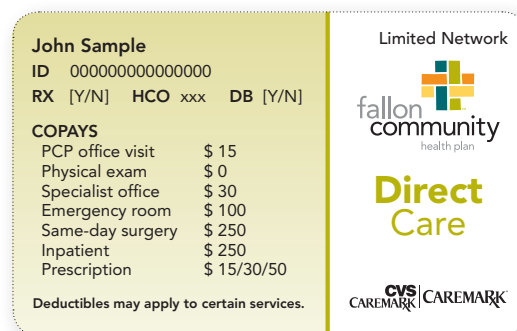 John Sample
ID 000000000000000
RX [Y/N] HCO xxx DB [Y/N]
COPAYS
PCP office visit $ 15
Physical exam $ 0
Specialist office $ 30
Emergency room $ 100
Same-day surgery $ 250
Inpatient $ 250
Prescription $ 15/30/50
Deductibles may apply to certain services.
Limited Network
fallon
community
health plan
Direct
Care
CVS
CAREMARK CAREMARK